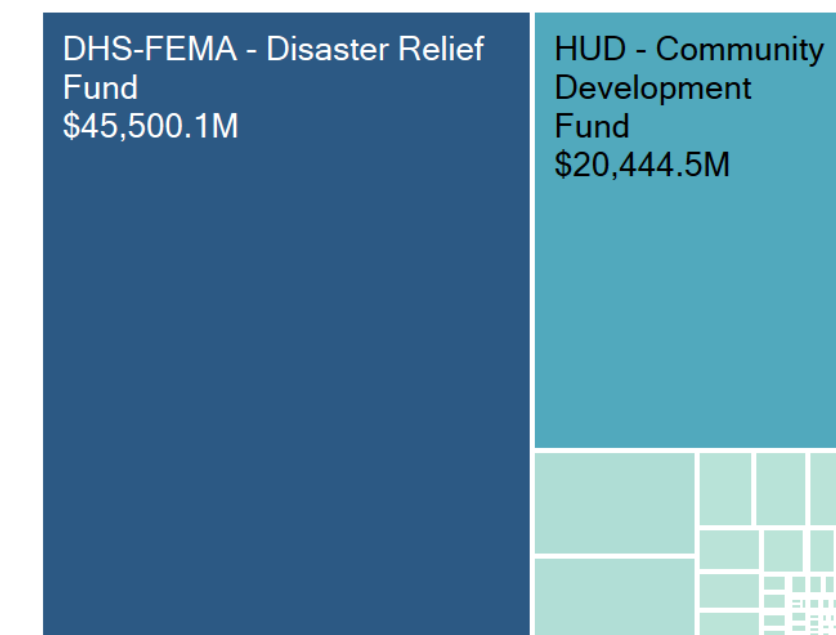 DHS-FEMA - Disaster Relief
Fund
$45,500.1M
HUD - Community
Development
Fund
$20,444.5M